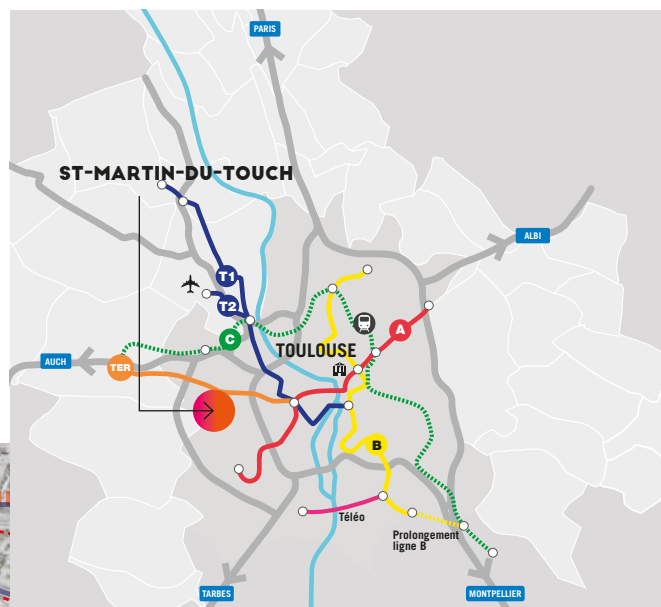 PARIS
ST-MARTIN-DU-TOUCH
ALBI
T1
T2
A
C
TOULOUSE
AUCH
TER
B
Téléo
Prolongement
ligne B
TARBES
MONTPELLIER